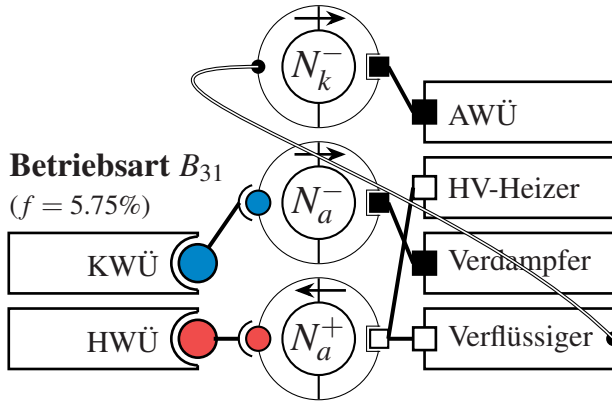 N_k^-
AWÜ
Betriebsart B_31
(f = 5.75%)
N_a^-
HV-Heizer
KWÜ
Verdampfer
HWÜ
N_a^+
Verflüssiger